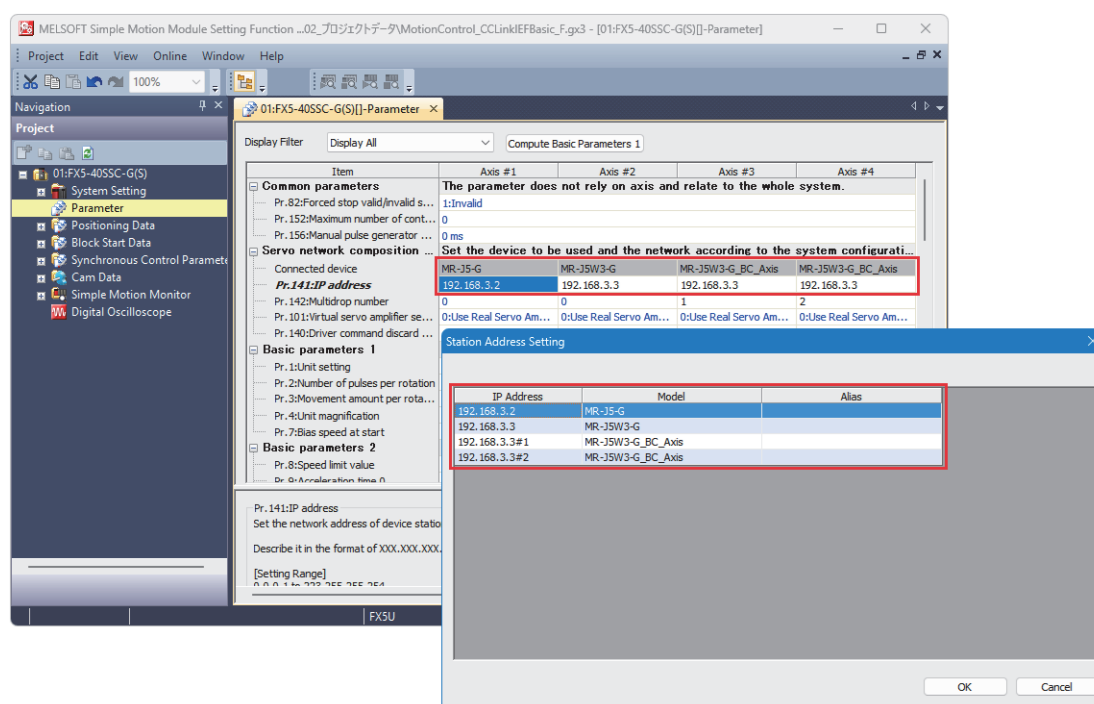 MELSOFT Simple Motion Module Setting Function ...02_プロジェクトデータ\MotionControl_CCLinkIEFBasic_F.gx3 - [01:FX5-40SSC-G(S)[]-Parameter]
Project Edit View Online Window Help
100%
Navigation
01:FX5-40SSC-G(S)[]-Parameter
Project
Display Filter Display All Compute Basic Parameters 1
01:FX5-40SSC-G(S)
System Setting
Parameter
Positioning Data
Block Start Data
Synchronous Control Paramete
Cam Data
Simple Motion Monitor
Digital Oscilloscope
Item Axis #1 Axis #2 Axis #3 Axis #4
Common parameters The parameter does not rely on axis and relate to the whole system.
Pr.82:Forced stop valid/invalid s... 1:Invalid
Pr.152:Maximum number of cont... 0
Pr.156:Manual pulse generator ... 0 ms
Servo network composition ... Set the device to be used and the network according to the system configurati...
Connected device MR-J5-G MR-J5W3-G MR-J5W3-G_BC_Axis MR-J5W3-G_BC_Axis
Pr.141:IP address 192.168.3.2 192.168.3.3 192.168.3.3 192.168.3.3
Pr.142:Multidrop number 0 0 1 2
Pr.101:Virtual servo amplifier se... 0:Use Real Servo Am... 0:Use Real Servo Am... 0:Use Real Servo Am... 0:Use Real Servo Am...
Pr.140:Driver command discard ...
Basic parameters 1
Pr.1:Unit setting
Pr.2:Number of pulses per rotation
Pr.3:Movement amount per rota...
Pr.4:Unit magnification
Pr.7:Bias speed at start
Basic parameters 2
Pr.8:Speed limit value
Pr.9:Acceleration time 0
Pr.141:IP address
Set the network address of device statio
Describe it in the format of XXX.XXX.XXX.
[Setting Range]
0.0.0.1 to 223.255.255.254
FX5U
Station Address Setting
IP Address Model Alias
192.168.3.2 MR-J5-G
192.168.3.3 MR-J5W3-G
192.168.3.3#1 MR-J5W3-G_BC_Axis
192.168.3.3#2 MR-J5W3-G_BC_Axis
OK Cancel